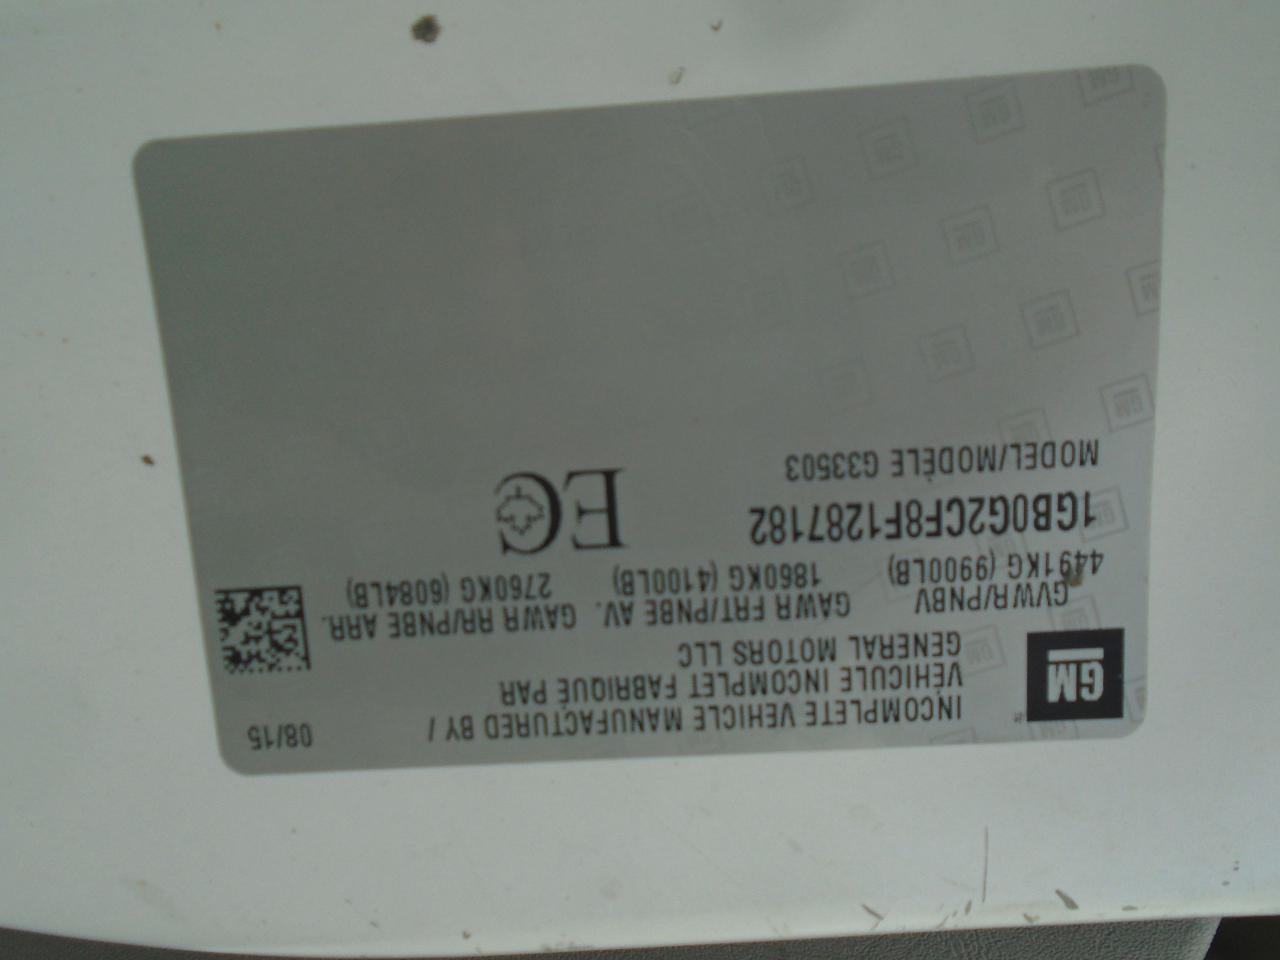 GM
INCOMPLETE VEHICLE MANUFACTURED BY /
VÉHICULE INCOMPLET FABRIQUÉ PAR
GENERAL MOTORS LLC
08/15
GVWR/PNBV GAWR FRT/PNBE AV. GAWR RR/PNBE ARR.
4491KG (9900LB) 1860KG (4100LB) 2760KG (6084LB)
1GB0G2CF8F1287182
EC
MODEL/MODÈLE G33503